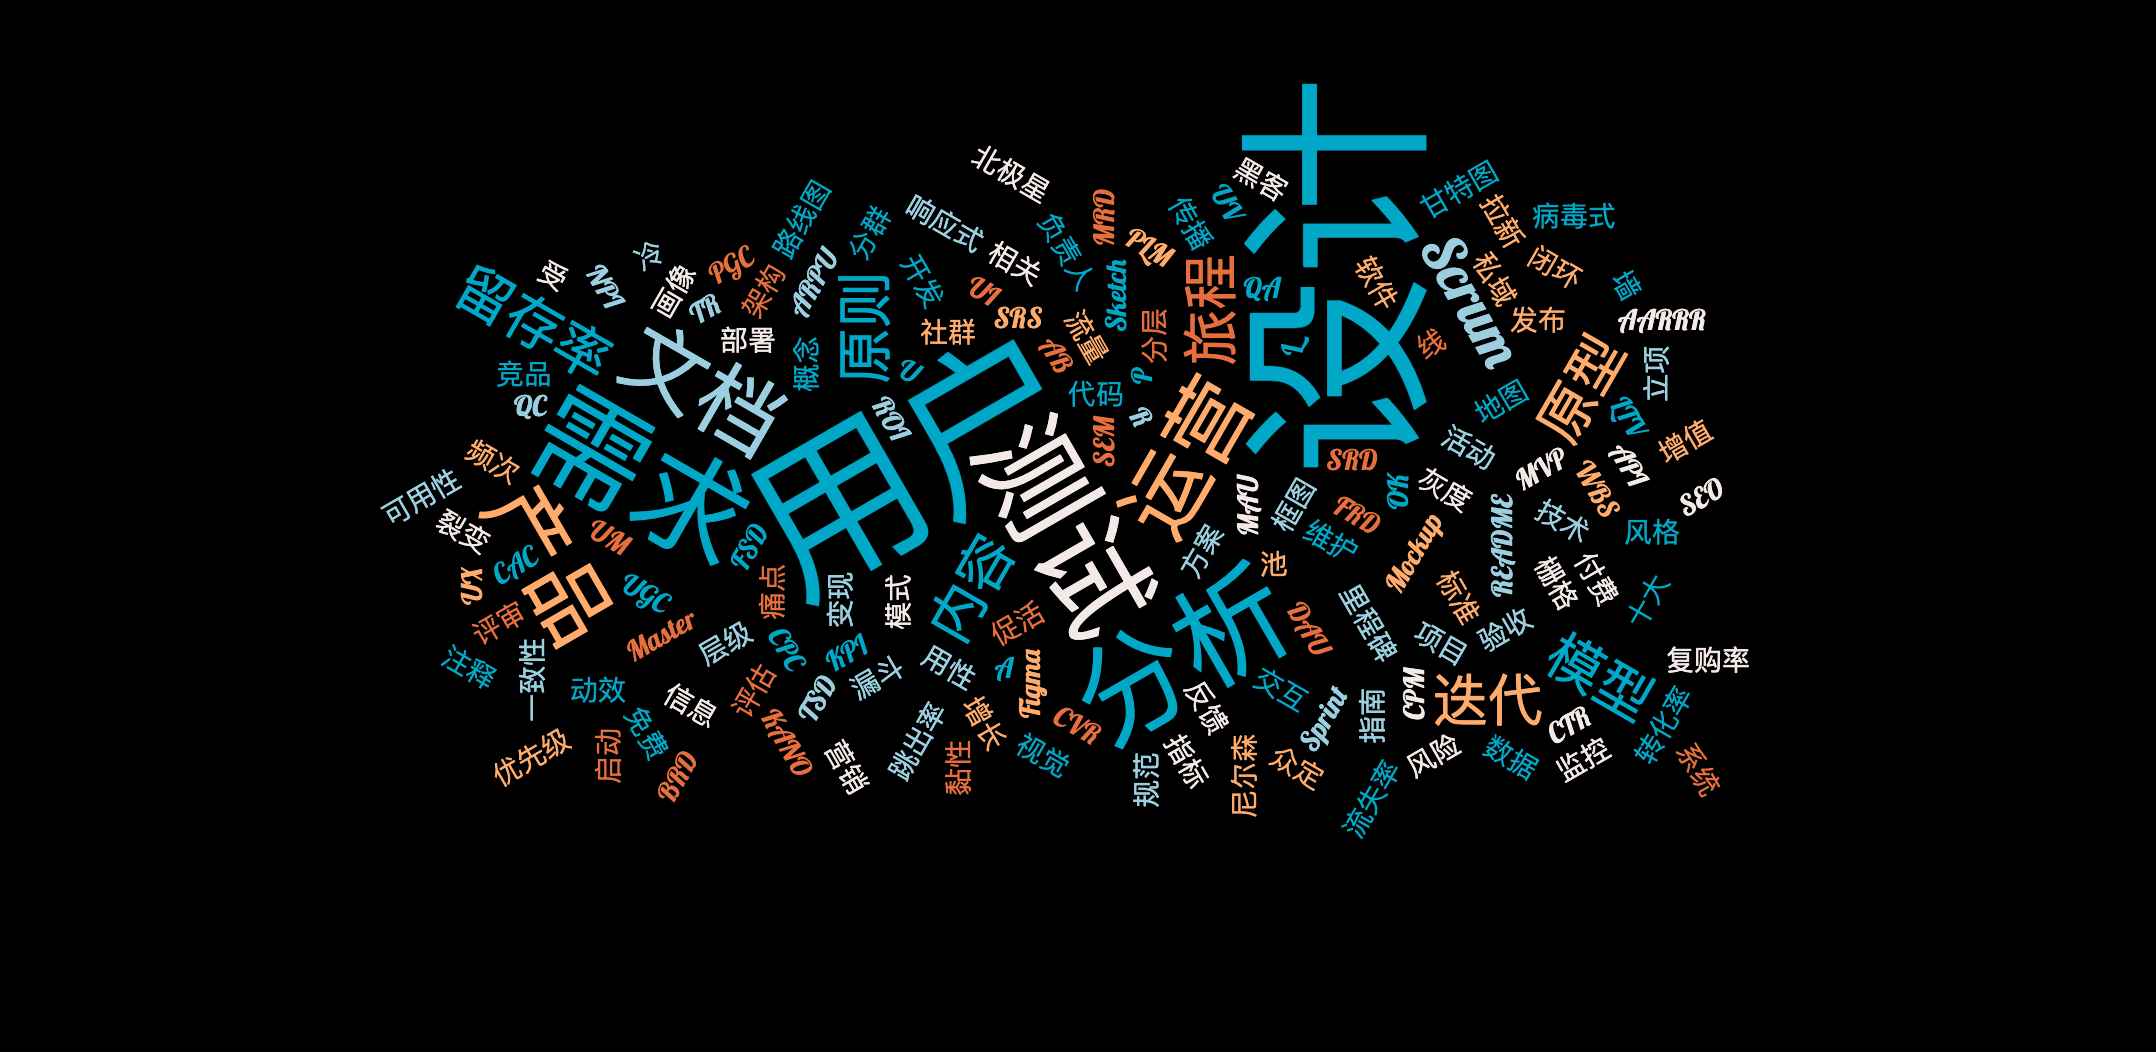 设计
用户
测试
需求
分析
文档
产品
运营
留存率
原则
旅程
Scrum
原型
内容
迭代
模型
北极星
黑客
甘特图
拉新
病毒式
路线图
分群
响应式
相关
负责人
MRD
PLM
传播
UV
私域
闭环
墙
NPI
画像
TR
PGC
架构
ARPU
开发
UI
SRS
Sketch
QA
软件
线
发布
AARRR
部署
概念
社群
流量
AB
分层
L
立项
竞品
QC
U
ROI
代码
P
R
SEM
地图
LTV
增值
频次
可用性
裂变
CAC
UX
UM
UGC
FSD
SRD
OK
灰度
活动
MVP
WBS
API
SEO
MAU
框图
FRD
维护
方案
池
Mockup
README
技术
风格
栅格
付费
十大
标准
评审
注释
一致性
Master
痛点
变现
模式
促活
层级
CPC
KPI
漏斗
用性
A
Figma
DAU
里程碑
项目
验收
复购率
动效
免费
信息
评估
TSD
KANO
增长
CVR
反馈
交互
Sprint
指南
CPM
CTR
转化率
优先级
启动
BRD
营销
跳出率
黏性
视觉
规范
指标
尼尔森
众定
流失率
风险
数据
监控
系统